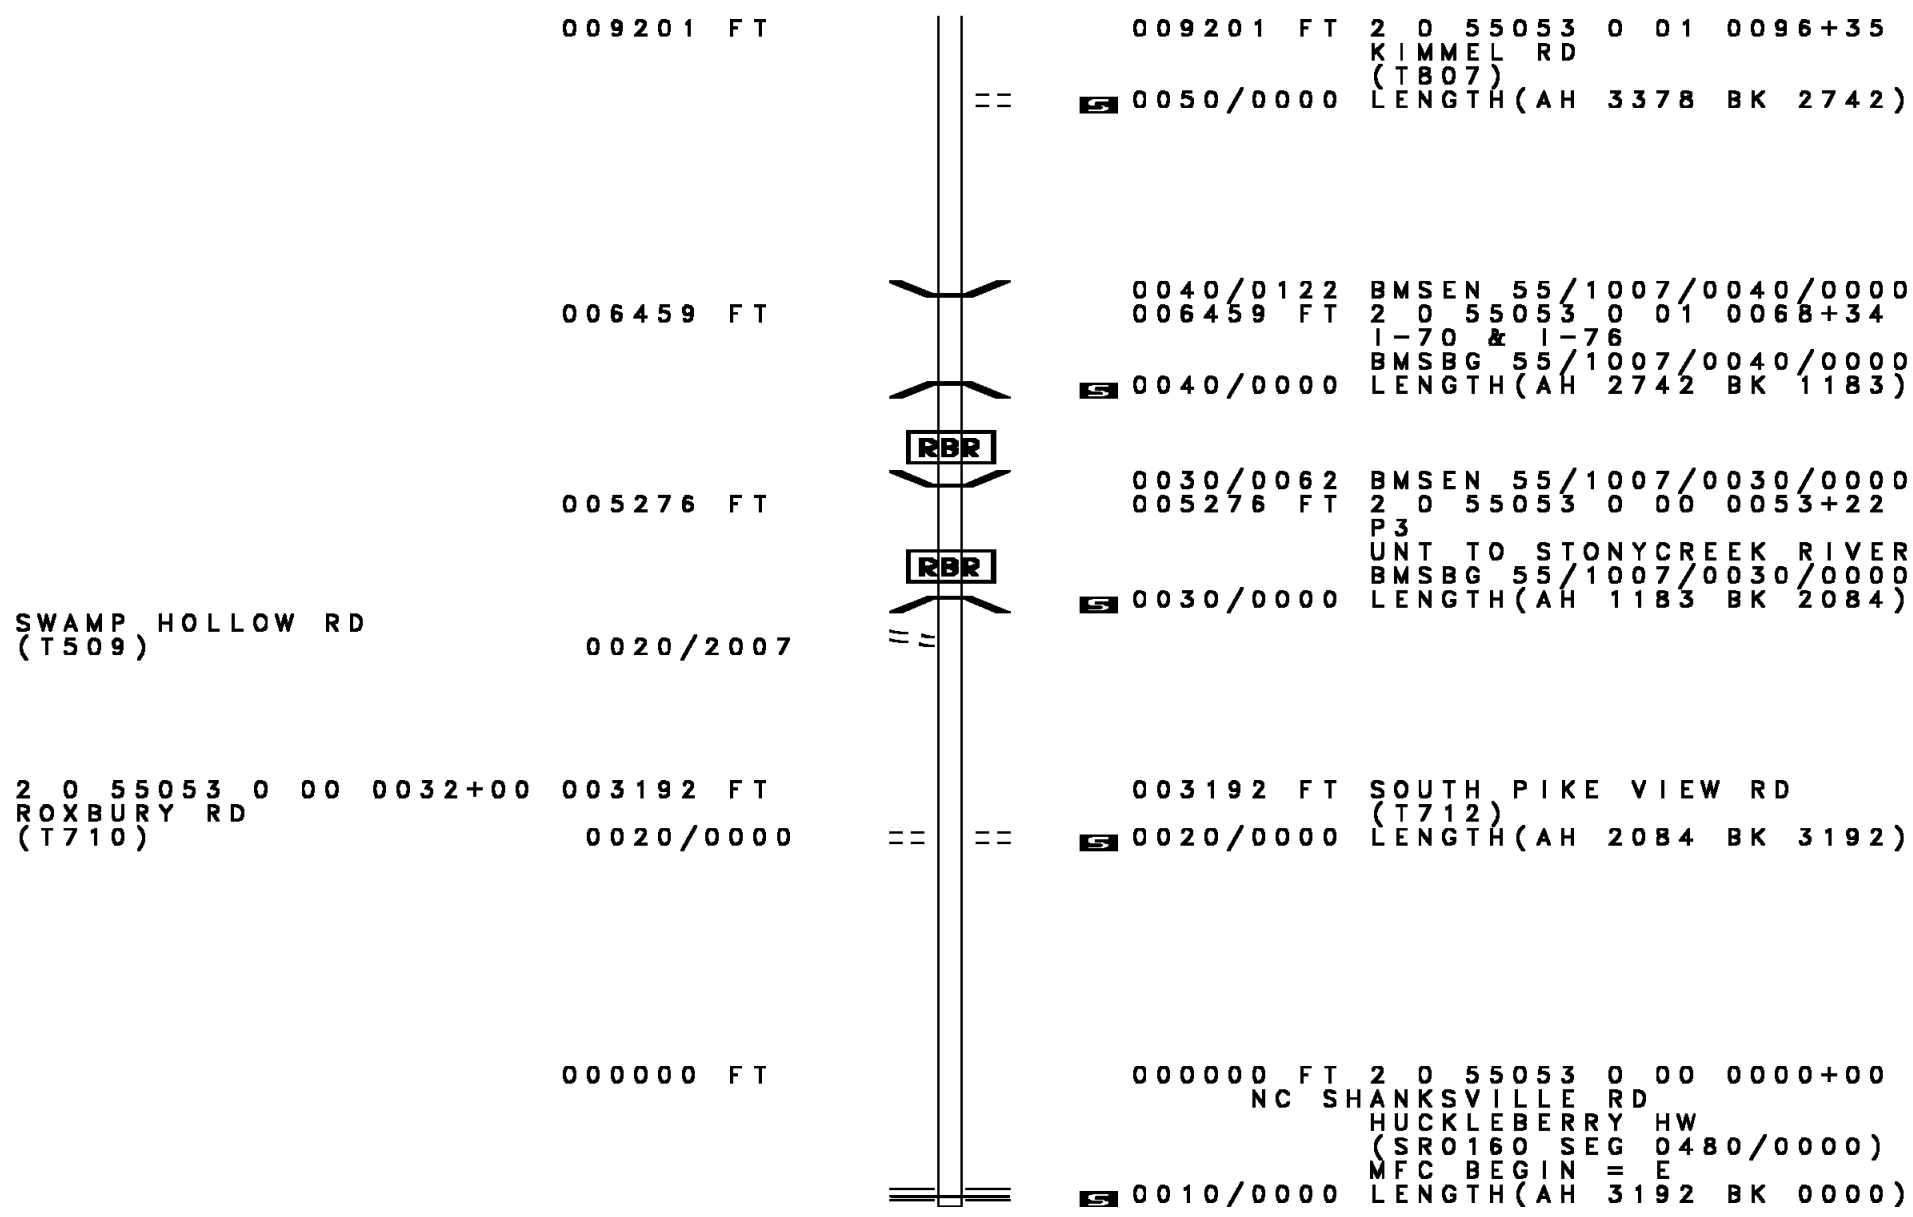 009201 FT 009201 FT 2 0 55053 0 01 0096+35
KIMMEL RD
(T807)
S 0050/0000 LENGTH(AH 3378 BK 2742)
0040/0122 BMSEN 55/1007/0040/0000
006459 FT 006459 FT 2 0 55053 0 01 0068+34
I-70 & I-76
BMSBG 55/1007/0040/0000
S 0040/0000 LENGTH(AH 2742 BK 1183)
RBR
0030/0062 BMSEN 55/1007/0030/0000
005276 FT 005276 FT 2 0 55053 0 00 0053+22
P3
UNT TO STONYCREEK RIVER
RBR
BMSBG 55/1007/0030/0000
S 0030/0000 LENGTH(AH 1183 BK 2084)
SWAMP HOLLOW RD
(T509) 0020/2007
2 0 55053 0 00 0032+00 003192 FT 003192 FT SOUTH PIKE VIEW RD
ROXBURY RD (T712)
(T710) 0020/0000 S 0020/0000 LENGTH(AH 2084 BK 3192)
000000 FT 000000 FT 2 0 55053 0 00 0000+00
NC SHANKSVILLE RD
HUCKLEBERRY HW
(SR0160 SEG 0480/0000)
MFC BEGIN = E
S 0010/0000 LENGTH(AH 3192 BK 0000)